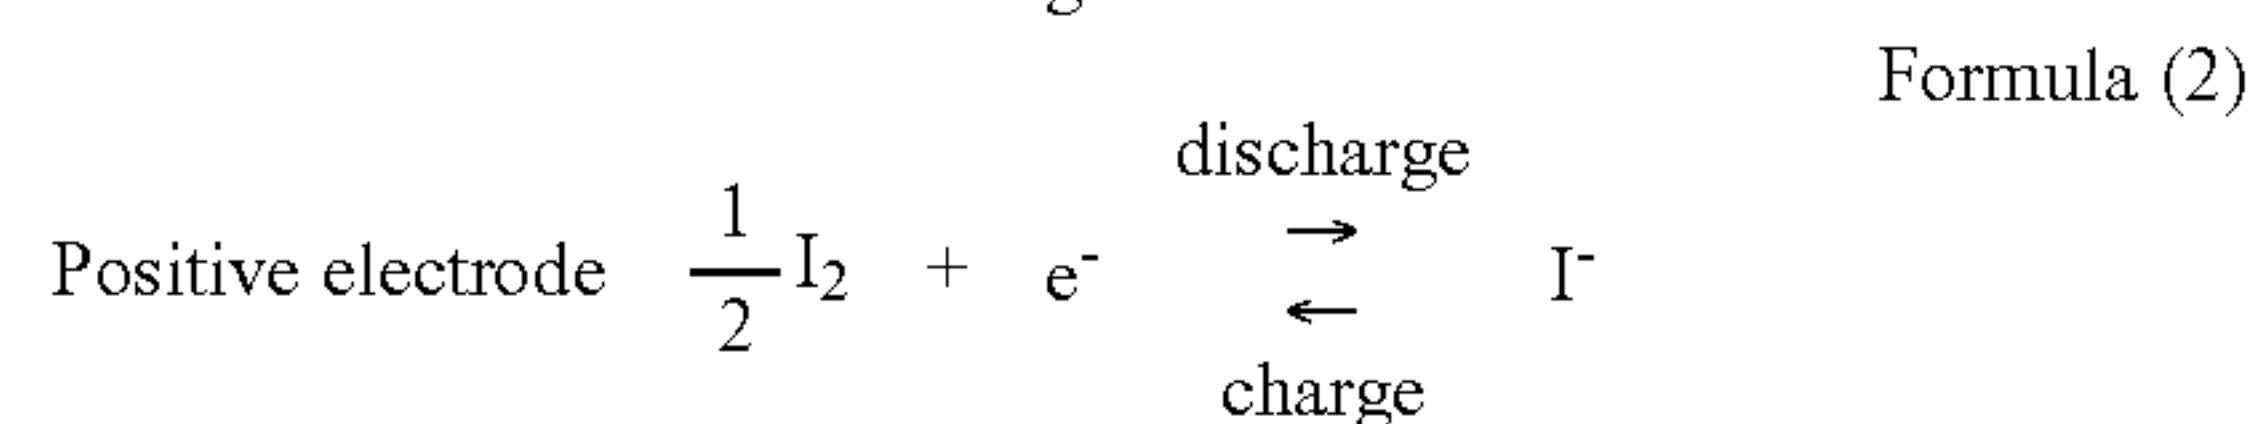 Formula (2)
discharge
Positive electrode 1/2 I₂ + e⁻ → ← I⁻
charge